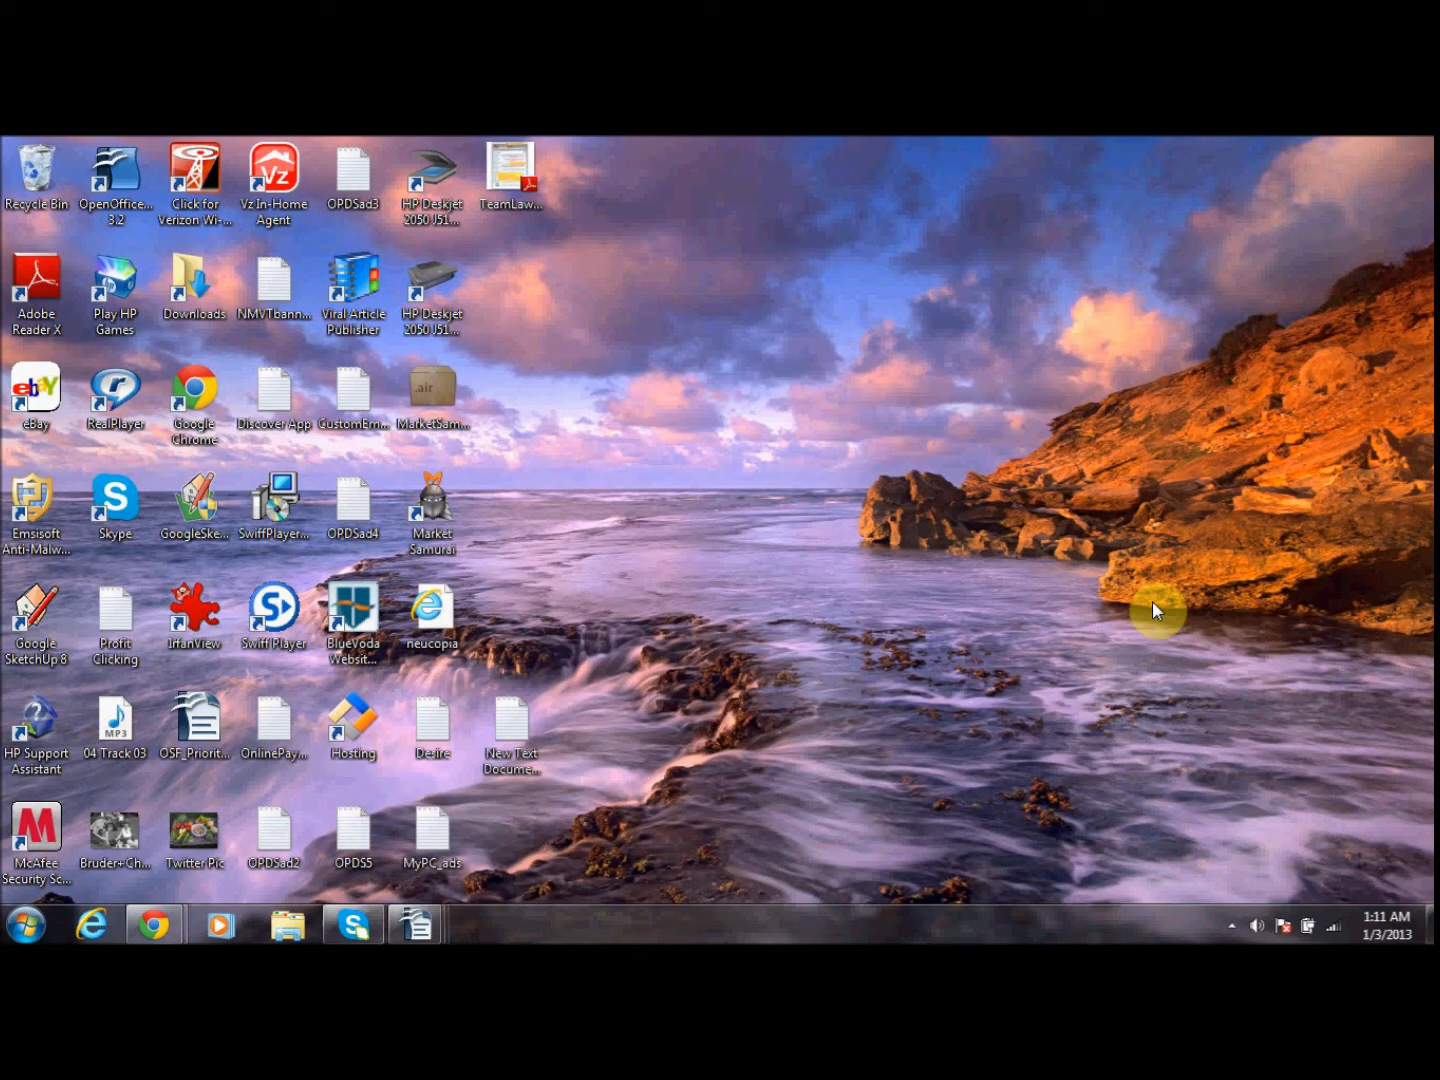 Recycle Bin
OpenOffice... 3.2
Click for Verizon Wi-...
Vz
Vz In-Home Agent
OPDSad3
HP Deskjet 2050 J51...
TeamLaw...
Adobe Reader X
Play HP Games
Downloads
NMVTbann...
Viral Article Publisher
HP Deskjet 2050 J51...
ebay
eBay
r
RealPlayer
Google Chrome
Discover App
CustomEm...
.air
MarketSam...
Emsisoft Anti-Malw...
S
Skype
GoogleSke...
SwiffPlayer...
OPDSad4
Market Samurai
Google SketchUp 8
Profit Clicking
IrfanView
S
Swiff Player
BlueVoda Websit...
neucopia
HP Support Assistant
MP3
04 Track 03
OSF_Priorit...
OnlinePay...
Hosting
Desire
New Text Docume...
M
McAfee Security Sc...
Bruder+Ch...
Twitter Pic
OPDSad2
OPDS5
MyPC_ads
S
1:11 AM
1/3/2013